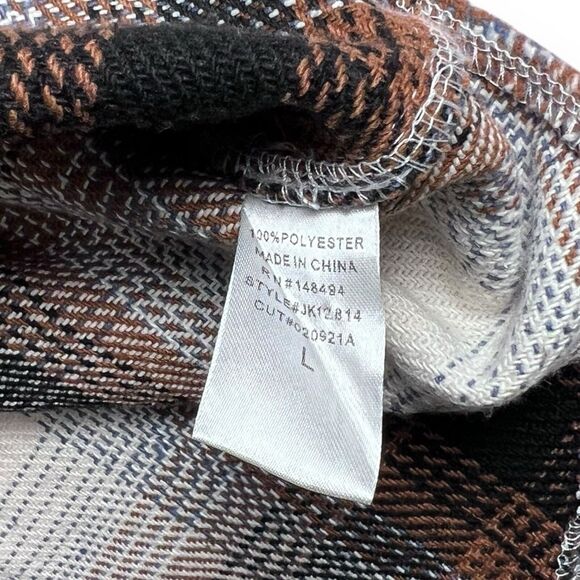 100%POLYESTER
MADE IN CHINA
RN#148494
STYLE#JK12814
CUT#020921A
L